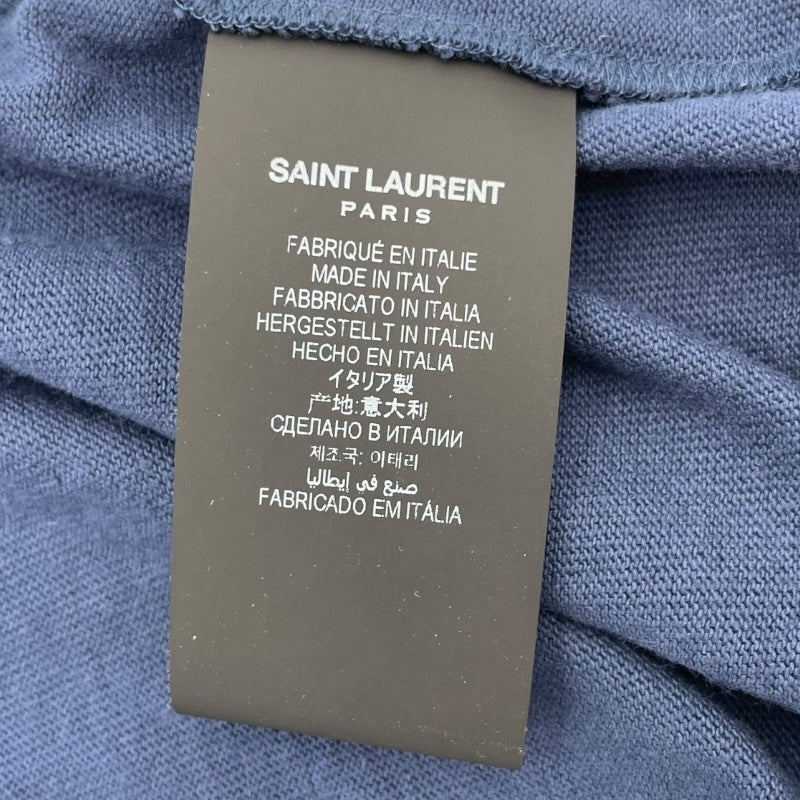 SAINT LAURENT
PARIS
FABRIQUÉ EN ITALIE
MADE IN ITALY
FABBRICATO IN ITALIA
HERGESTELLT IN ITALIEN
HECHO EN ITALIA
イタリア製
产地:意大利
СДЕЛАНО В ИТАЛИИ
제조국: 이태리
صنع في إيطاليا
FABRICADO EM ITÁLIA